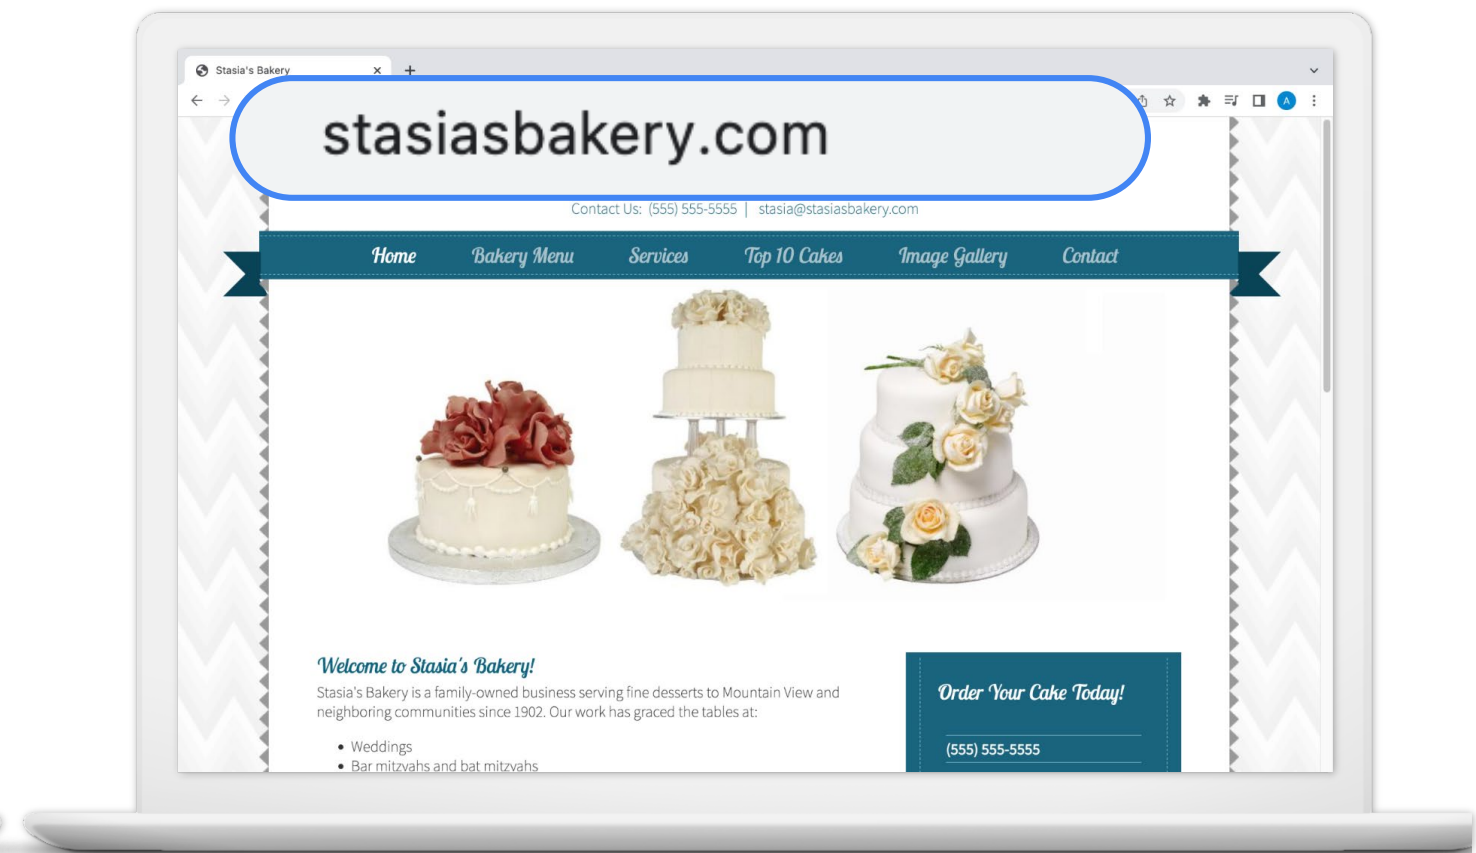 Stasia's Bakery
stasiasbakery.com
A
Contact Us: (555) 555-5555 | stasia@stasiasbakery.com
Home Bakery Menu Services Top 10 Cakes Image Gallery Contact
Welcome to Stasia's Bakery!
Stasia's Bakery is a family-owned business serving fine desserts to Mountain View and
neighboring communities since 1902. Our work has graced the tables at:
• Weddings
• Bar mitzvahs and bat mitzvahs
Order Your Cake Today!
(555) 555-5555